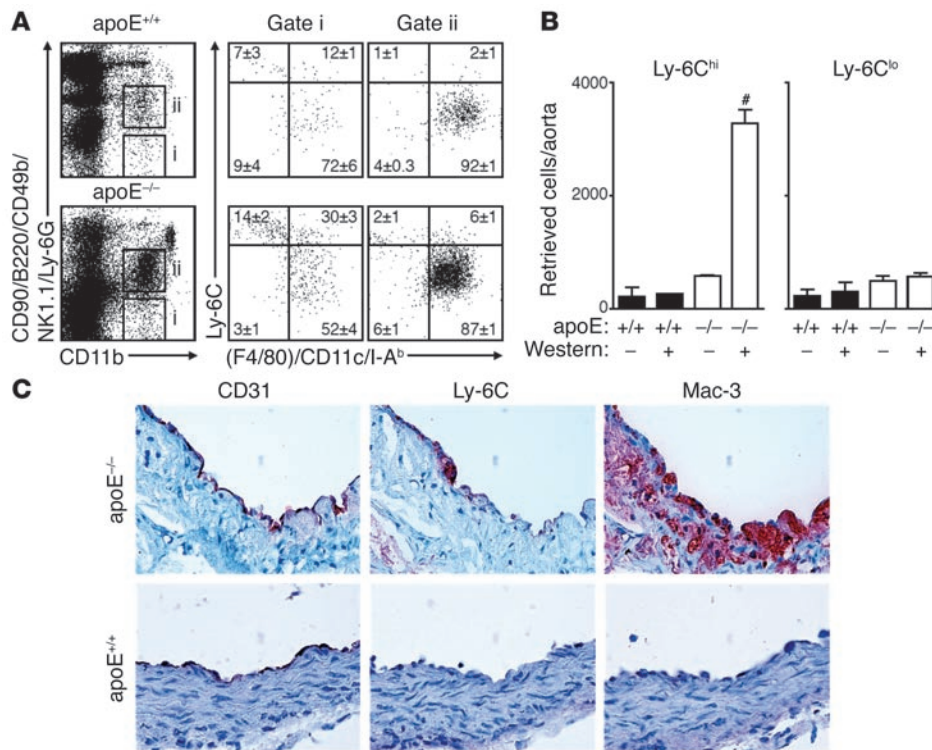 A
apoE+/+
Gate i
Gate ii
CD90/B220/CD49b/
NK1.1/Ly-6G
ii
i
7±3
12±1
9±4
72±6
1±1
2±1
4±0.3
92±1
apoE–/–
ii
i
Ly-6C
14±2
30±3
3±1
52±4
2±1
6±1
6±1
87±1
CD11b
(F4/80)/CD11c/I-Ab
B
Ly-6Chi
Ly-6Clo
Retrieved cells/aorta
4000
2000
0
#
apoE: +/+ +/+ –/– –/– +/+ +/+ –/– –/–
Western: – + – + – + – +
C
CD31
Ly-6C
Mac-3
apoE–/–
apoE+/+